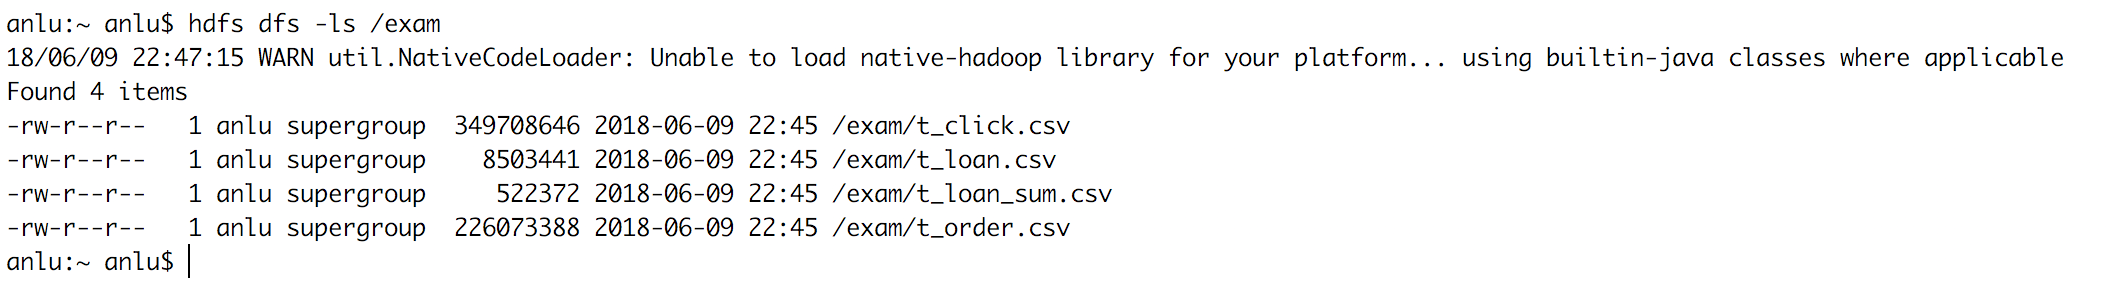 anlu:~ anlu$ hdfs dfs -ls /exam
18/06/09 22:47:15 WARN util.NativeCodeLoader: Unable to load native-hadoop library for your platform... using builtin-java classes where applicable
Found 4 items
-rw-r--r--   1 anlu supergroup  349708646 2018-06-09 22:45 /exam/t_click.csv
-rw-r--r--   1 anlu supergroup    8503441 2018-06-09 22:45 /exam/t_loan.csv
-rw-r--r--   1 anlu supergroup     522372 2018-06-09 22:45 /exam/t_loan_sum.csv
-rw-r--r--   1 anlu supergroup  226073388 2018-06-09 22:45 /exam/t_order.csv
anlu:~ anlu$